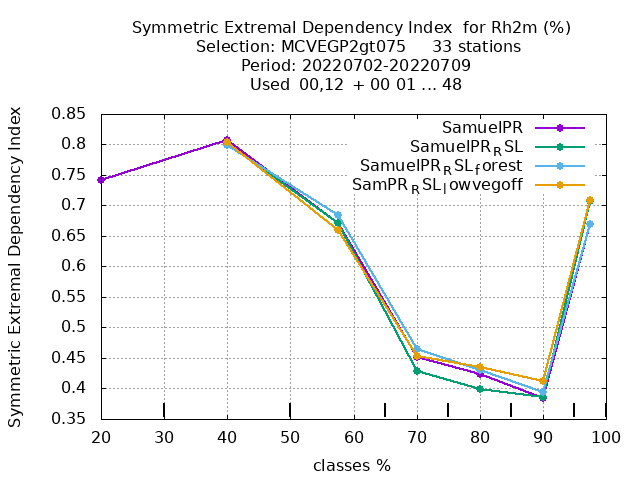 Symmetric Extremal Dependency Index for Rh2m (%)
Selection: MCVEGP2gt075 33 stations
Period: 20220702-20220709
Used 00,12 + 00 01 ... 48
Symmetric Extremal Dependency Index
0.85
0.8
0.75
0.7
0.65
0.6
0.55
0.5
0.45
0.4
0.35
SamuelPR
SamuelPR_RSL
SamuelPR_RSL_forest
SamPR_RSL_lowvegoff
20 30 40 50 60 70 80 90 100
classes %